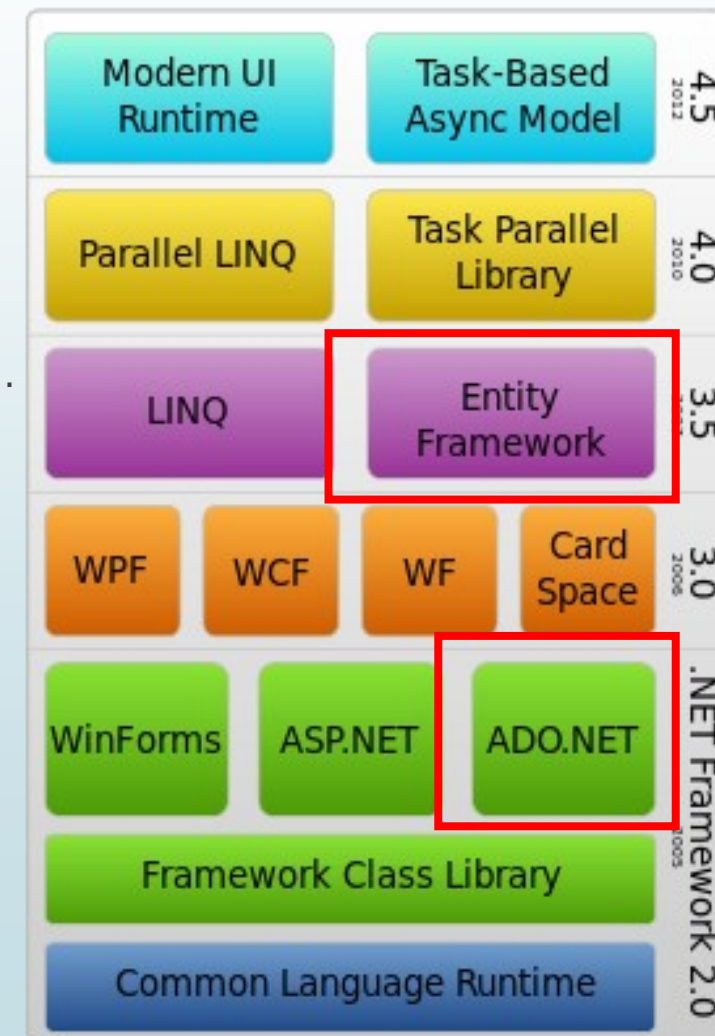 Modern UI
Runtime
Task-Based
Async Model
4.5
2012
Parallel LINQ
Task Parallel
Library
4.0
2010
.
LINQ
Entity
Framework
3.5
WPF
WCF
WF
Card
Space
3.0
2006
WinForms
ASP.NET
ADO.NET
.NET Framework 2.0
2005
Framework Class Library
Common Language Runtime